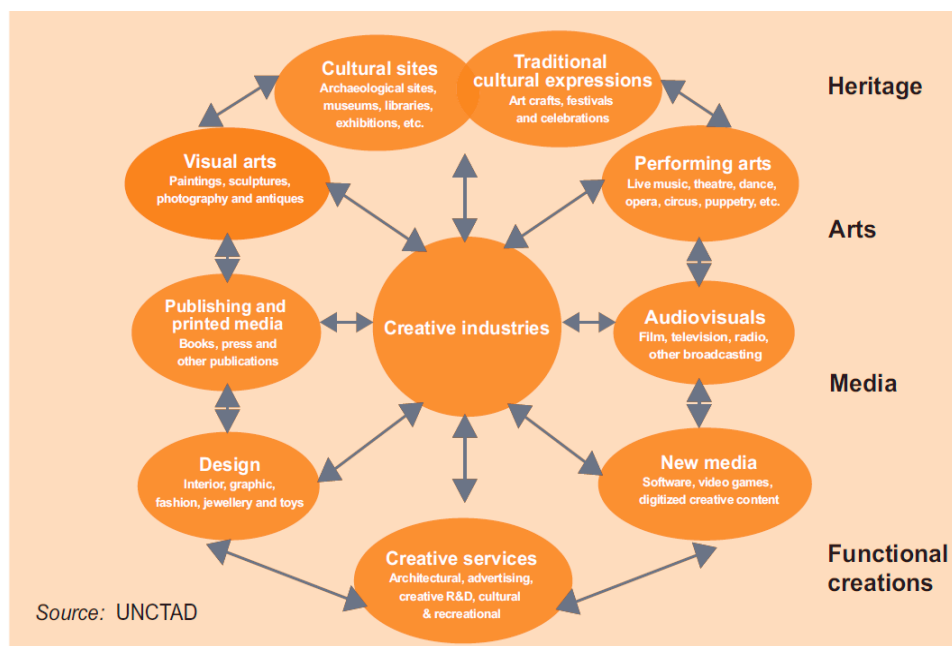 Cultural sites
Archaeological sites,
museums, libraries,
exhibitions, etc.
Traditional
cultural expressions
Art crafts, festivals
and celebrations
Heritage
Visual arts
Paintings, sculptures,
photography and antiques
Performing arts
Live music, theatre, dance,
opera, circus, puppetry, etc.
Arts
Publishing and
printed media
Books, press and
other publications
Creative industries
Audiovisuals
Film, television, radio,
other broadcasting
Media
Design
Interior, graphic,
fashion, jewellery and toys
New media
Software, video games,
digitized creative content
Creative services
Architectural, advertising,
creative R&D, cultural
& recreational
Functional
creations
Source: UNCTAD